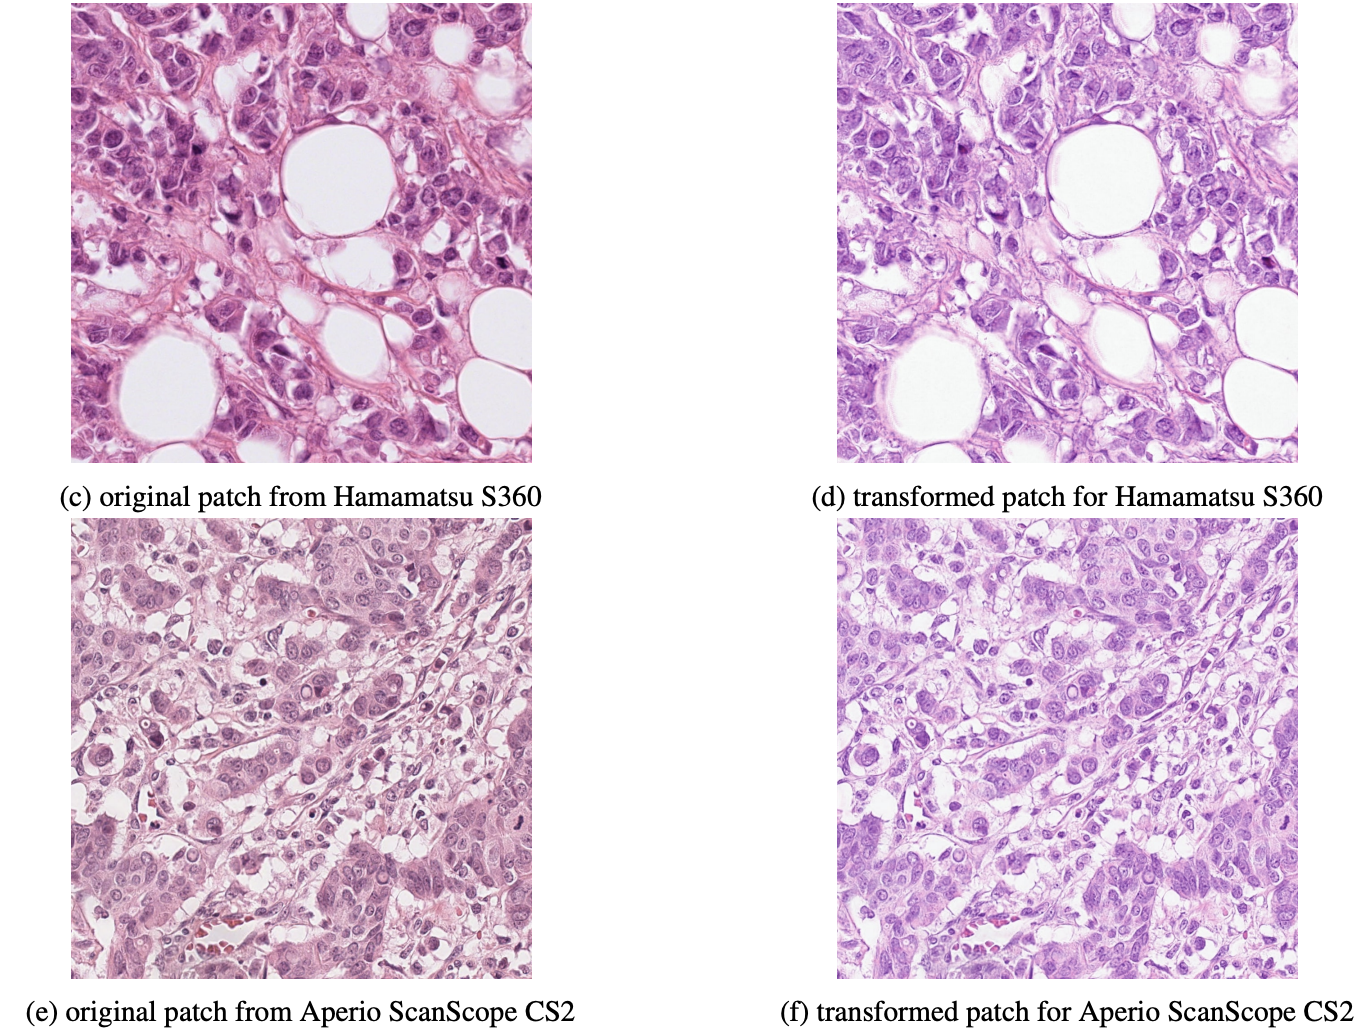 (c) original patch from Hamamatsu S360
(d) transformed patch for Hamamatsu S360
(e) original patch from Aperio ScanScope CS2
(f) transformed patch for Aperio ScanScope CS2